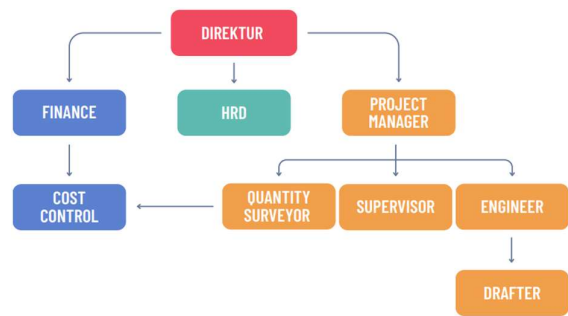 DIREKTUR
FINANCE
HRD
PROJECT
MANAGER
COST
CONTROL
QUANTITY
SURVEYOR
SUPERVISOR
ENGINEER
DRAFTER